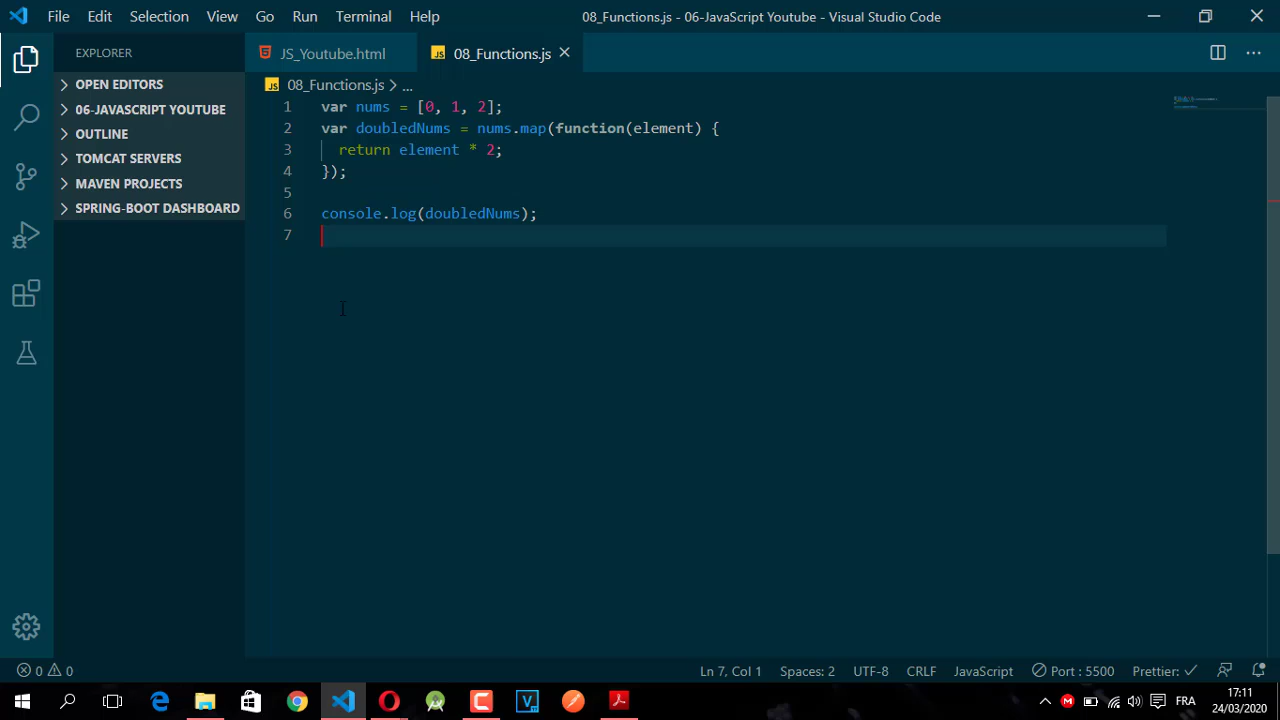 File Edit Selection View Go Run Terminal Help 08_Functions.js - 06-JavaScript Youtube - Visual Studio Code
EXPLORER
OPEN EDITORS
06-JAVASCRIPT YOUTUBE
OUTLINE
TOMCAT SERVERS
MAVEN PROJECTS
SPRING-BOOT DASHBOARD
JS_Youtube.html JS 08_Functions.js
JS 08_Functions.js > ...
1 var nums = [0, 1, 2];
2 var doubledNums = nums.map(function(element) {
3 return element * 2;
4 });
5
6 console.log(doubledNums);
7
0 0 Ln 7, Col 1 Spaces: 2 UTF-8 CRLF JavaScript Port : 5500 Prettier: ✓
FRA 17:11
24/03/2020